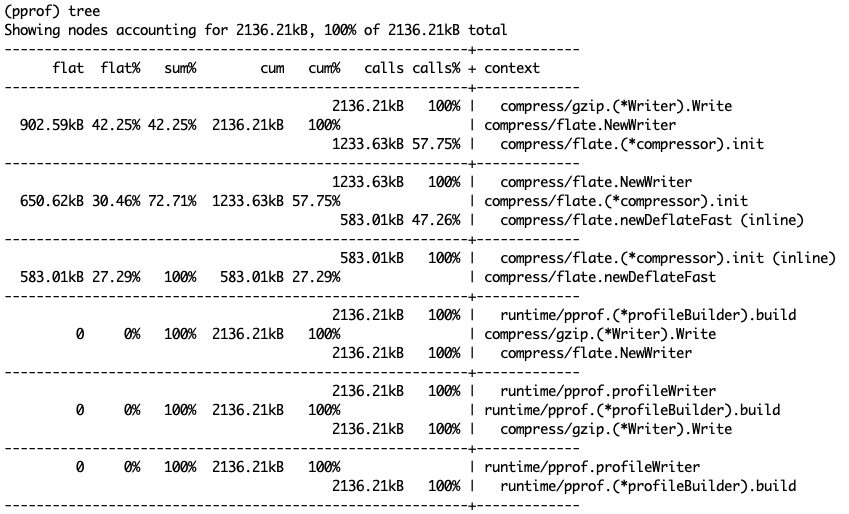 (pprof) tree
Showing nodes accounting for 2136.21kB, 100% of 2136.21kB total
----------------------------------------------------------+-------------
      flat  flat%   sum%        cum   cum%   calls calls% + context
----------------------------------------------------------+-------------
                                         2136.21kB   100% |   compress/gzip.(*Writer).Write
  902.59kB 42.25% 42.25%  2136.21kB   100%                | compress/flate.NewWriter
                                         1233.63kB 57.75% |   compress/flate.(*compressor).init
----------------------------------------------------------+-------------
                                         1233.63kB   100% |   compress/flate.NewWriter
  650.62kB 30.46% 72.71%  1233.63kB 57.75%                | compress/flate.(*compressor).init
                                          583.01kB 47.26% |   compress/flate.newDeflateFast (inline)
----------------------------------------------------------+-------------
                                          583.01kB   100% |   compress/flate.(*compressor).init (inline)
  583.01kB 27.29%   100%   583.01kB 27.29%                | compress/flate.newDeflateFast
----------------------------------------------------------+-------------
                                         2136.21kB   100% |   runtime/pprof.(*profileBuilder).build
         0     0%   100%  2136.21kB   100%                | compress/gzip.(*Writer).Write
                                         2136.21kB   100% |   compress/flate.NewWriter
----------------------------------------------------------+-------------
                                         2136.21kB   100% |   runtime/pprof.profileWriter
         0     0%   100%  2136.21kB   100%                | runtime/pprof.(*profileBuilder).build
                                         2136.21kB   100% |   compress/gzip.(*Writer).Write
----------------------------------------------------------+-------------
         0     0%   100%  2136.21kB   100%                | runtime/pprof.profileWriter
                                         2136.21kB   100% |   runtime/pprof.(*profileBuilder).build
----------------------------------------------------------+-------------